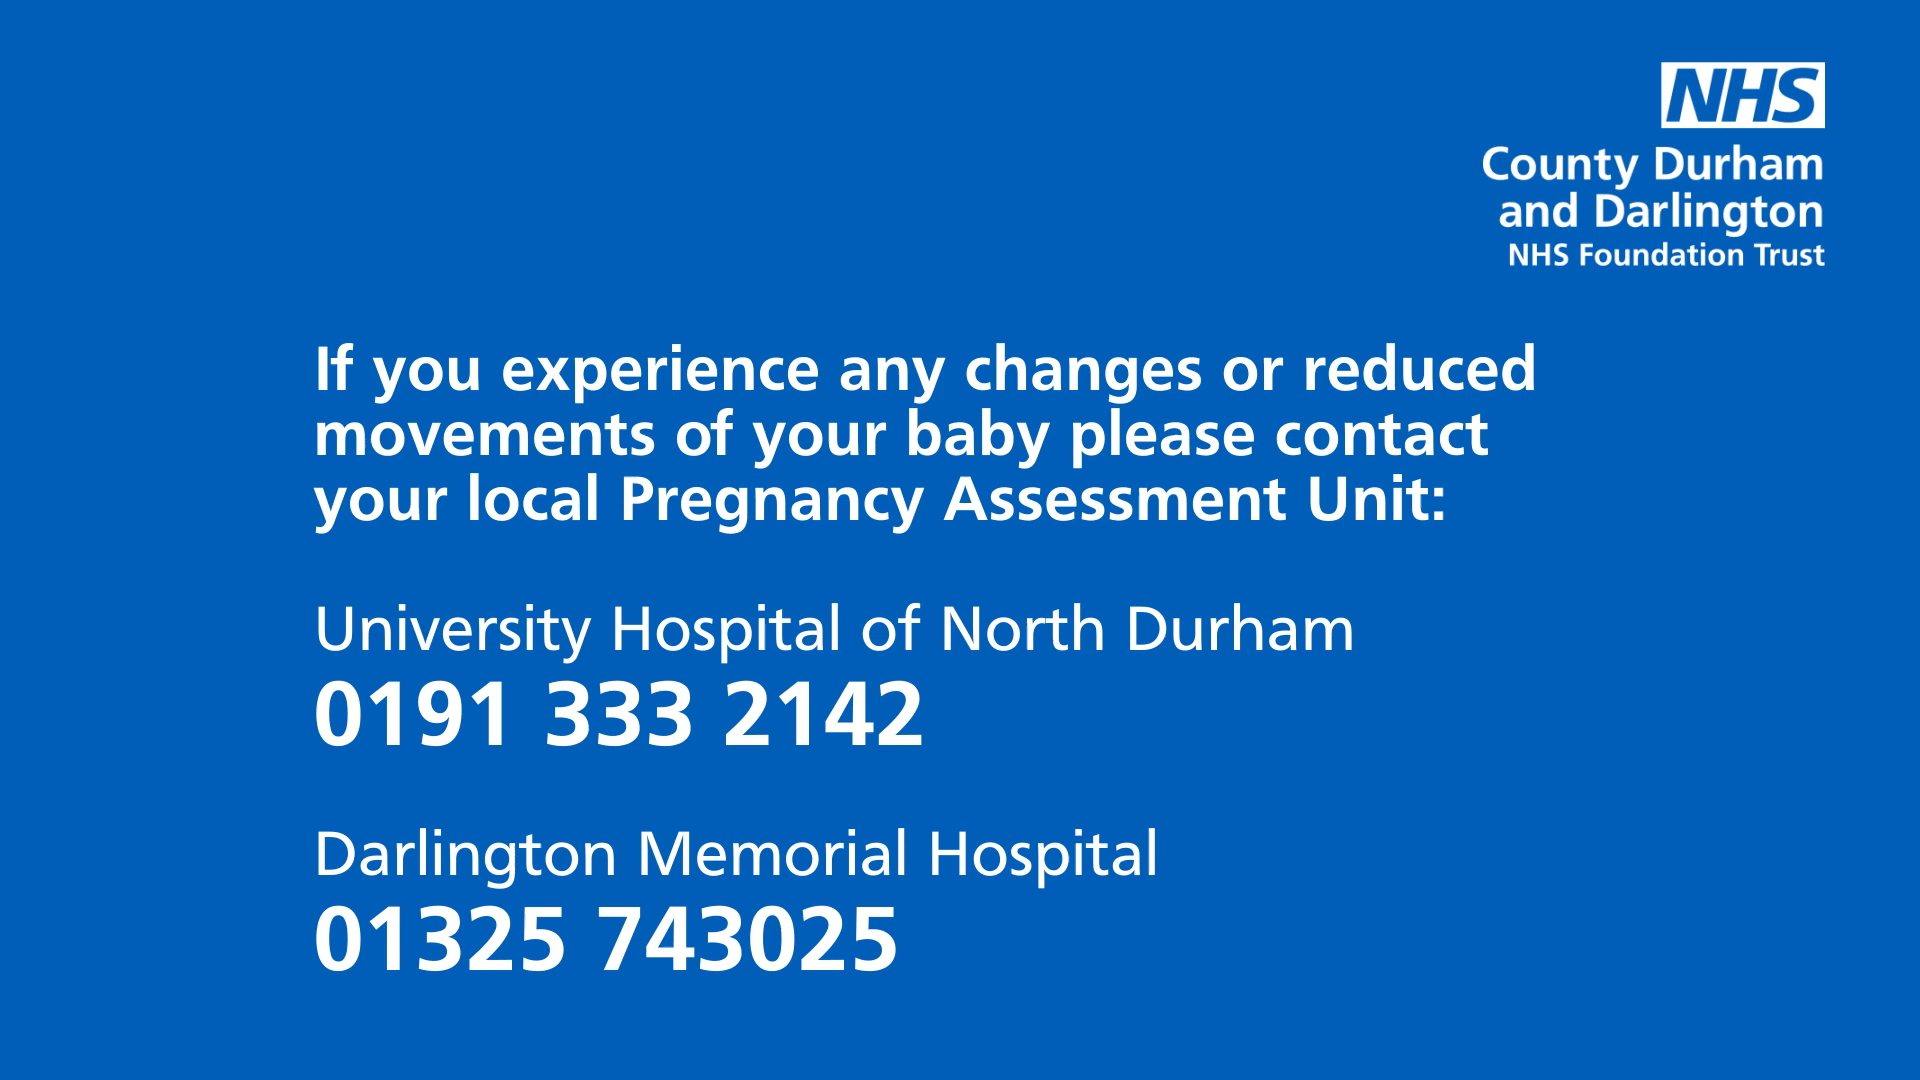 NHS
County Durham
and Darlington
NHS Foundation Trust
If you experience any changes or reduced
movements of your baby please contact
your local Pregnancy Assessment Unit:
University Hospital of North Durham
0191 333 2142
Darlington Memorial Hospital
01325 743025